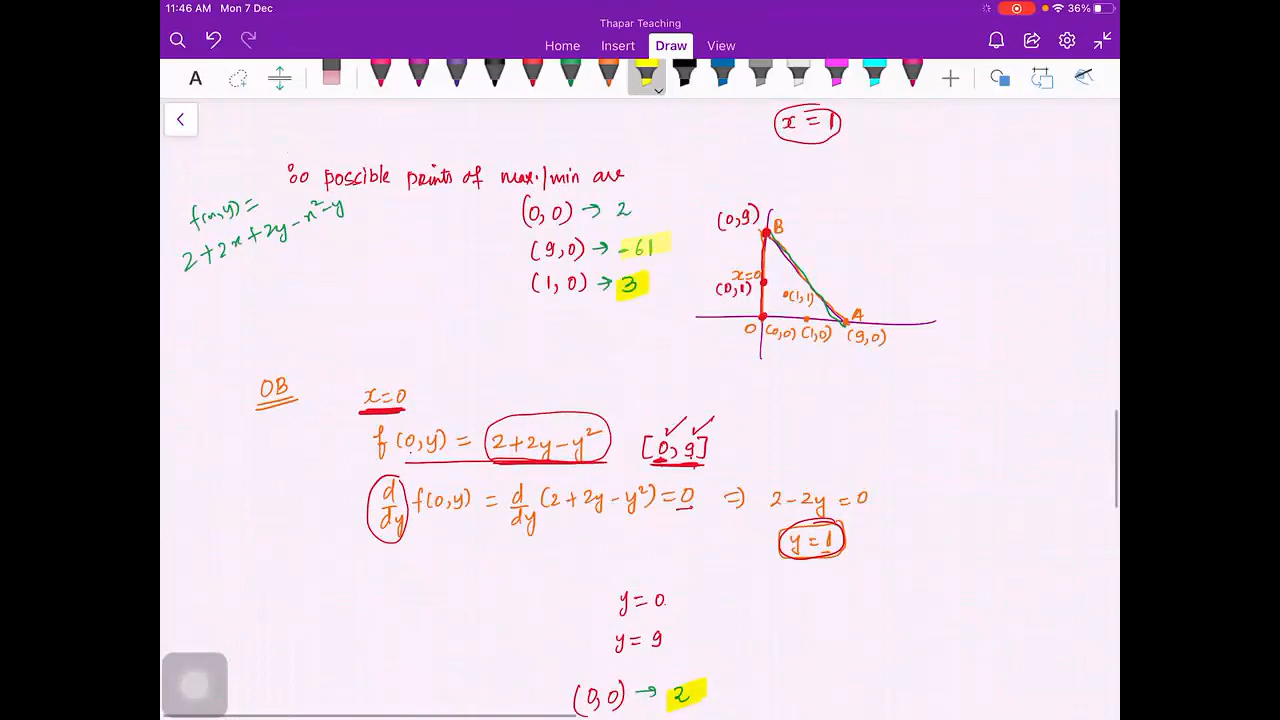 11:46 AM Mon 7 Dec
36%
Thapar Teaching
Home Insert Draw View
A
x = 1
∴ possible points of max./min are
f(x,y) =
2+2x+2y-x²-y
(0,0) → 2
(9,0) → -61
(1,0) → 3
(0,9)
B
x=0
(0,1)
(1,1)
A
O (0,0) (1,0) (9,0)
OB
x=0
f(0,y) = 2+2y-y² [0,9]
d/dy f(0,y) = d/dy (2+2y-y²) = 0 ⇒ 2-2y = 0
y = 1
y = 0
y = 9
(0,0) → 2